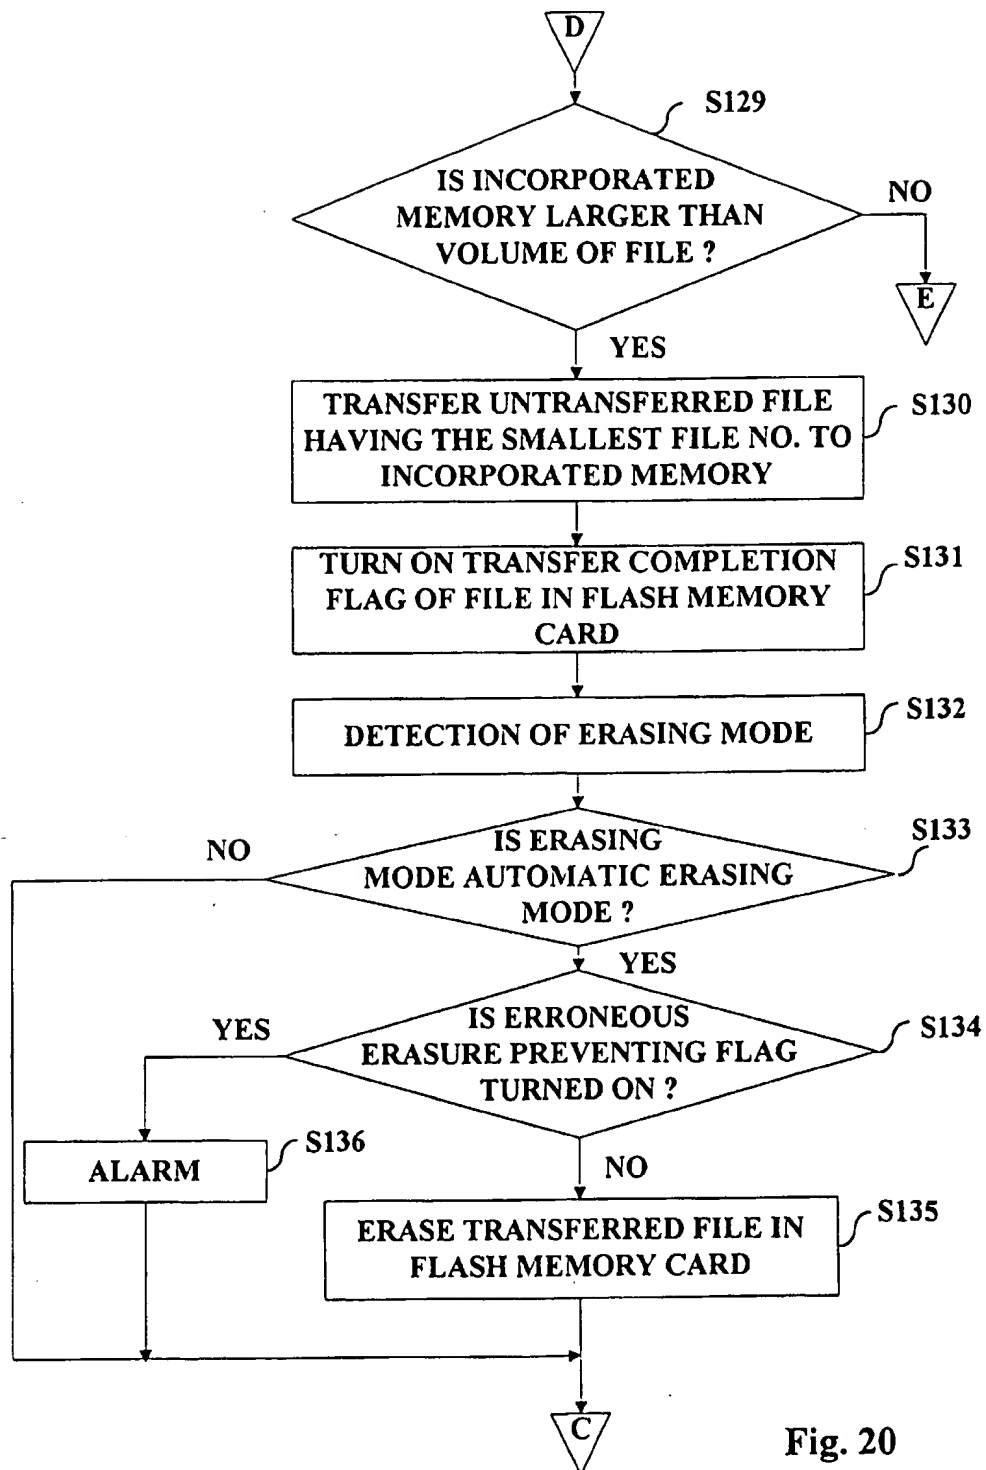 D
S129
IS INCORPORATED
MEMORY LARGER THAN
VOLUME OF FILE ?
NO
E
YES
TRANSFER UNTRANSFERRED FILE
HAVING THE SMALLEST FILE NO. TO
INCORPORATED MEMORY
S130
TURN ON TRANSFER COMPLETION
FLAG OF FILE IN FLASH MEMORY
CARD
S131
DETECTION OF ERASING MODE
S132
IS ERASING
MODE AUTOMATIC ERASING
MODE ?
S133
NO
YES
IS ERRONEOUS
ERASURE PREVENTING FLAG
TURNED ON ?
S134
YES
ALARM
S136
NO
ERASE TRANSFERRED FILE IN
FLASH MEMORY CARD
S135
C
Fig. 20